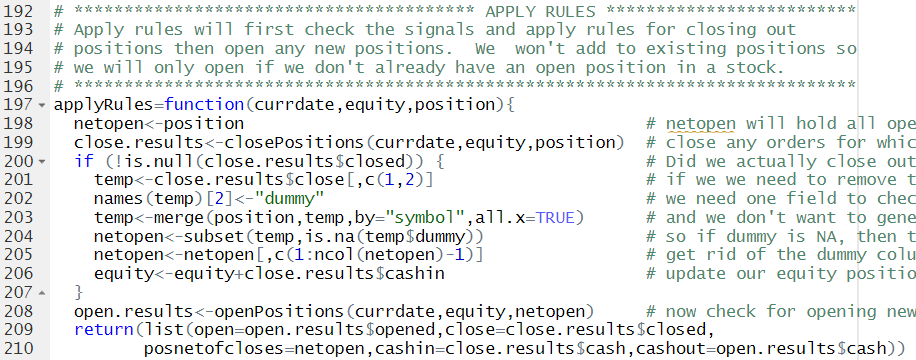 192 # **************************************** APPLY RULES *************************
193 # Apply rules will first check the signals and apply rules for closing out
194 # positions then open any new positions.  We  won't add to existing positions so
195 # we will only open if we don't already have an open position in a stock.
196 # ******************************************************************************
197 applyRules=function(currdate,equity,position){
198   netopen<-position                                        # netopen will hold all ope
199   close.results<-closePositions(currdate,equity,position)  # close any orders for whic
200   if (!is.null(close.results$closed)) {                    # Did we actually close out
201     temp<-close.results$close[,c(1,2)]                     # if we we need to remove t
202     names(temp)[2]<-"dummy"                                # we need one field to chec
203     temp<-merge(position,temp,by="symbol",all.x=TRUE)      # and we don't want to gene
204     netopen<-subset(temp,is.na(temp$dummy))                # so if dummy is NA, then t
205     netopen<-netopen[,c(1:ncol(netopen)-1)]                # get rid of the dummy colu
206     equity<-equity+close.results$cashin                    # update our equity positio
207   }
208   open.results<-openPositions(currdate,equity,netopen)     # now check for opening new
209   return(list(open=open.results$opened,close=close.results$closed,
210          posnetofcloses=netopen,cashin=close.results$cash,cashout=open.results$cash))